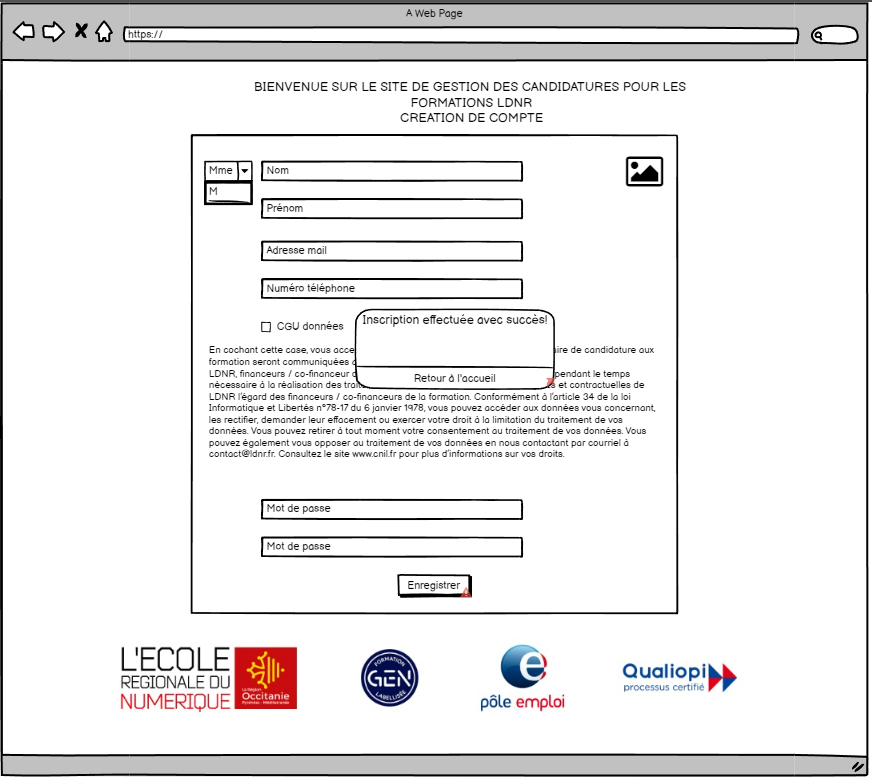 A Web Page
https://
BIENVENUE SUR LE SITE DE GESTION DES CANDIDATURES POUR LES
FORMATIONS LDNR
CREATION DE COMPTE
Mme
Nom
M
Prénom
Adresse mail
Numéro téléphone
CGU données
Inscription effectuée avec succès!
Retour à l'accueil
En cochant cette case, vous acce aire de candidature aux
formation seront communiquées
LDNR, financeurs / co-financeur pendant le temps
nécessaire à la réalisation des trait s et contractuelles de
LDNR l'égard des financeurs / co-financeurs de la formation. Conformément à l'article 34 de la loi
Informatique et Libertés n°78-17 du 6 janvier 1978, vous pouvez accéder aux données vous concernant,
les rectifier, demander leur effacement ou exercer votre droit à la limitation du traitement de vos
données. Vous pouvez retirer à tout moment votre consentement au traitement de vos données. Vous
pouvez également vous opposer au traitement de vos données en nous contactant par courriel à
contact@ldnr.fr. Consultez le site www.cnil.fr pour plus d'informations sur vos droits.
Mot de passe
Mot de passe
Enregistrer
L'ECOLE
REGIONALE DU
NUMERIQUE
La Région
Occitanie
Pyrénées - Méditerranée
FORMATION
GEN
LABELLISÉE
pôle emploi
Qualiopi
processus certifié